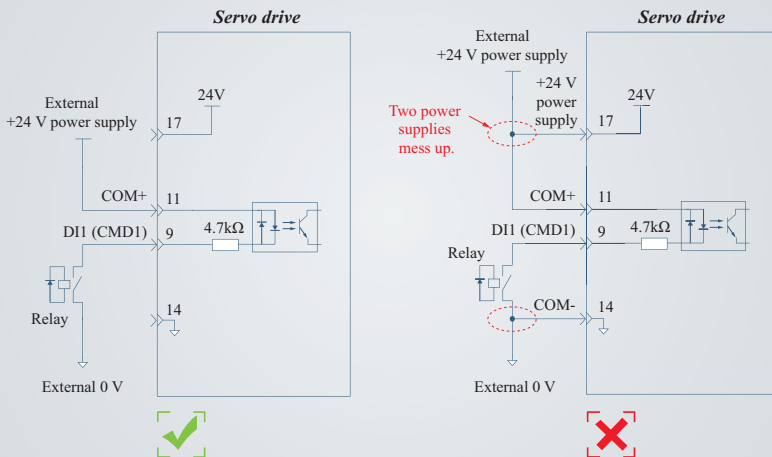 Servo drive
External
+24 V power supply
24V
17
COM+
11
DI1 (CMD1)
9
4.7kΩ
Relay
14
External 0 V
Servo drive
External
+24 V power supply
+24 V
power
supply
24V
17
Two power
supplies
mess up.
COM+
11
DI1 (CMD1)
9
4.7kΩ
Relay
COM-
14
External 0 V